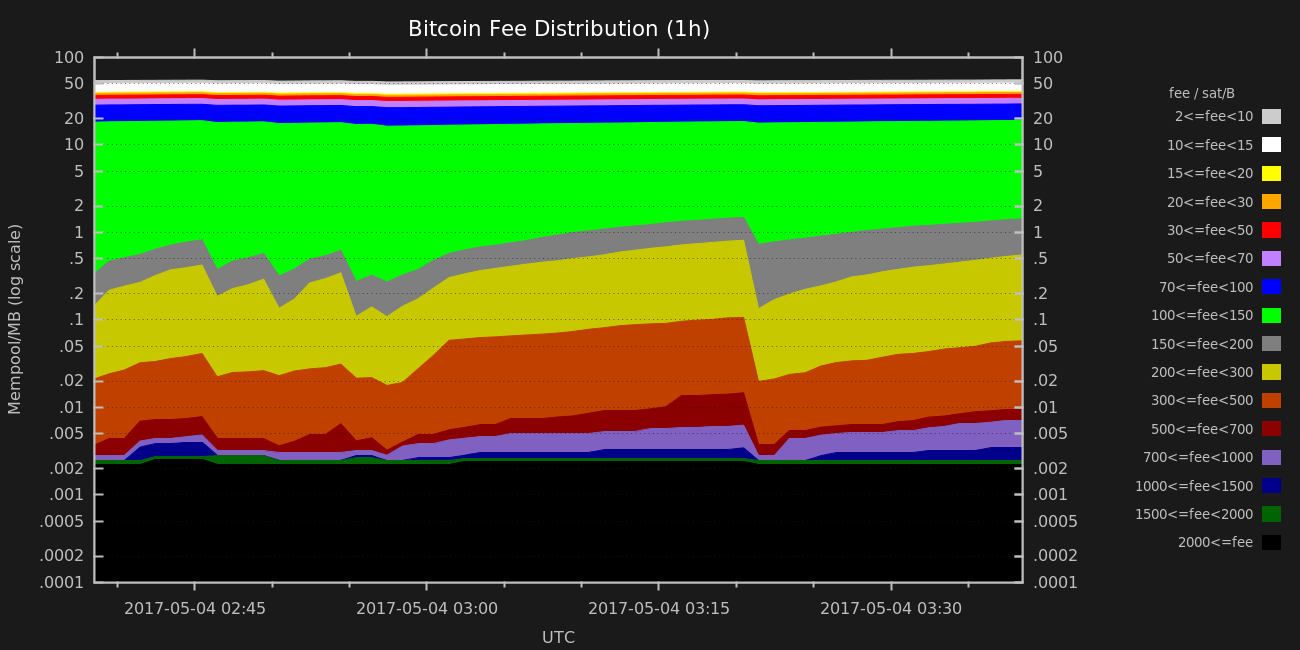 Bitcoin Fee Distribution (1h)
100
50
20
10
5
2
1
.5
.2
.1
.05
.02
.01
.005
.002
.001
.0005
.0002
.0001
Mempool/MB (log scale)
100
50
20
10
5
2
1
.5
.2
.1
.05
.02
.01
.005
.002
.001
.0005
.0002
.0001
2017-05-04 02:45 2017-05-04 03:00 2017-05-04 03:15 2017-05-04 03:30
UTC
fee / sat/B
2<=fee<10
10<=fee<15
15<=fee<20
20<=fee<30
30<=fee<50
50<=fee<70
70<=fee<100
100<=fee<150
150<=fee<200
200<=fee<300
300<=fee<500
500<=fee<700
700<=fee<1000
1000<=fee<1500
1500<=fee<2000
2000<=fee